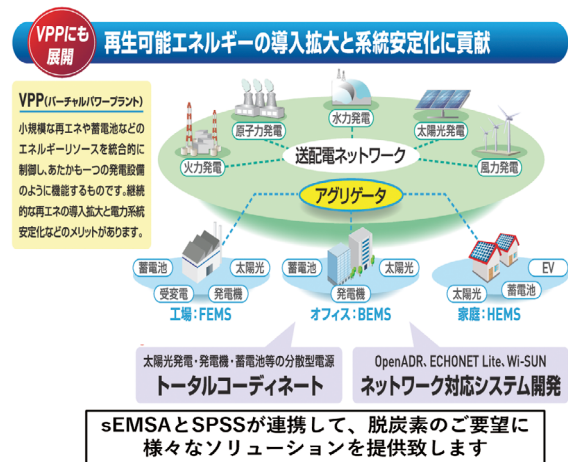 VPPにも
展開
再生可能エネルギーの導入拡大と系統安定化に貢献
VPP(バーチャルパワープラント)
小規模な再エネや蓄電池などの
エネルギーリソースを統合的に
制御し、あたかも一つの発電設備
のように機能するものです。継続
的な再エネの導入拡大と電力系統
安定化などのメリットがあります。
火力発電
原子力発電
水力発電
太陽光発電
風力発電
送配電ネットワーク
アグリゲータ
蓄電池
太陽光
受変電
発電機
工場:FEMS
蓄電池
太陽光
発電機
オフィス:BEMS
EV
太陽光
蓄電池
家庭:HEMS
太陽光発電・発電機・蓄電池等の分散型電源
トータルコーディネート
OpenADR、ECHONET Lite、Wi-SUN
ネットワーク対応システム開発
sEMSAとSPSSが連携して、脱炭素のご要望に
様々なソリューションを提供致します